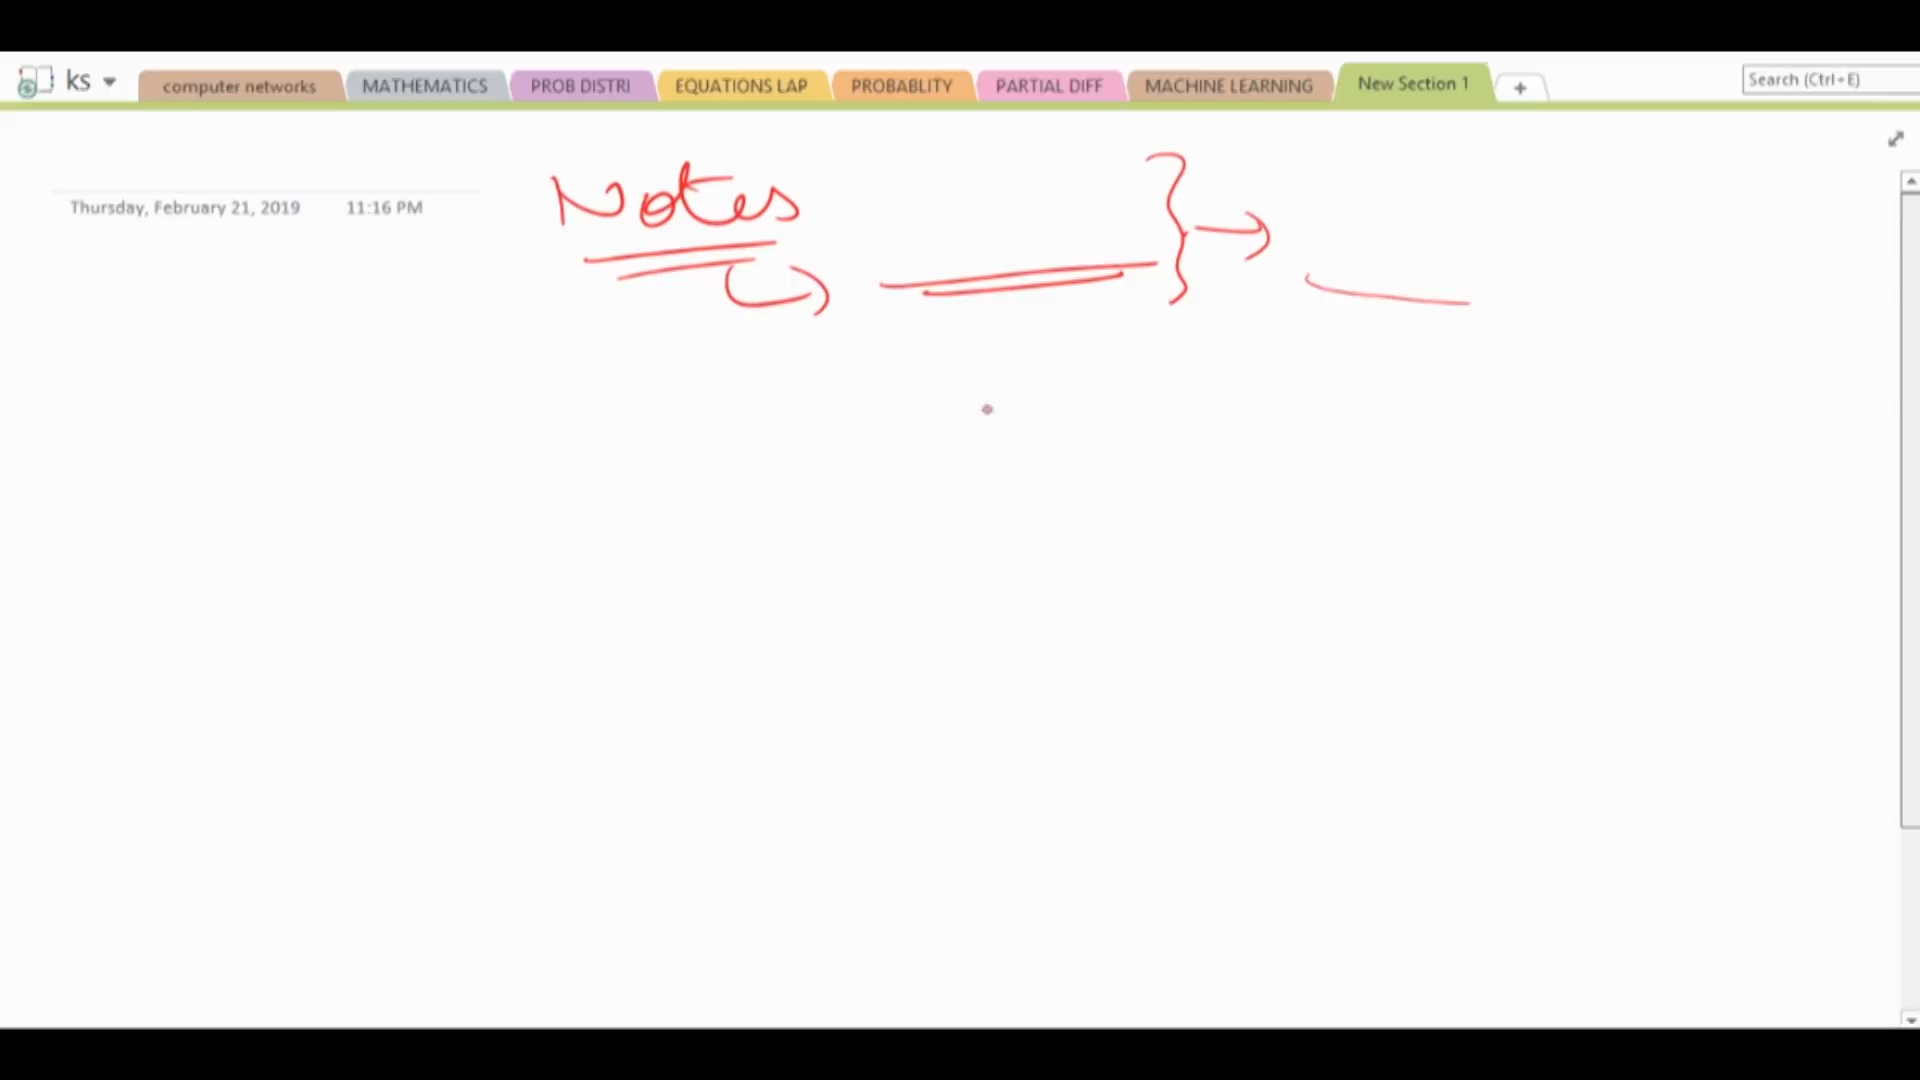 ks computer networks MATHEMATICS PROB DISTRI EQUATIONS LAP PROBABLITY PARTIAL DIFF MACHINE LEARNING New Section 1 + Search (Ctrl+E)
Notes
Thursday, February 21, 2019 11:16 PM